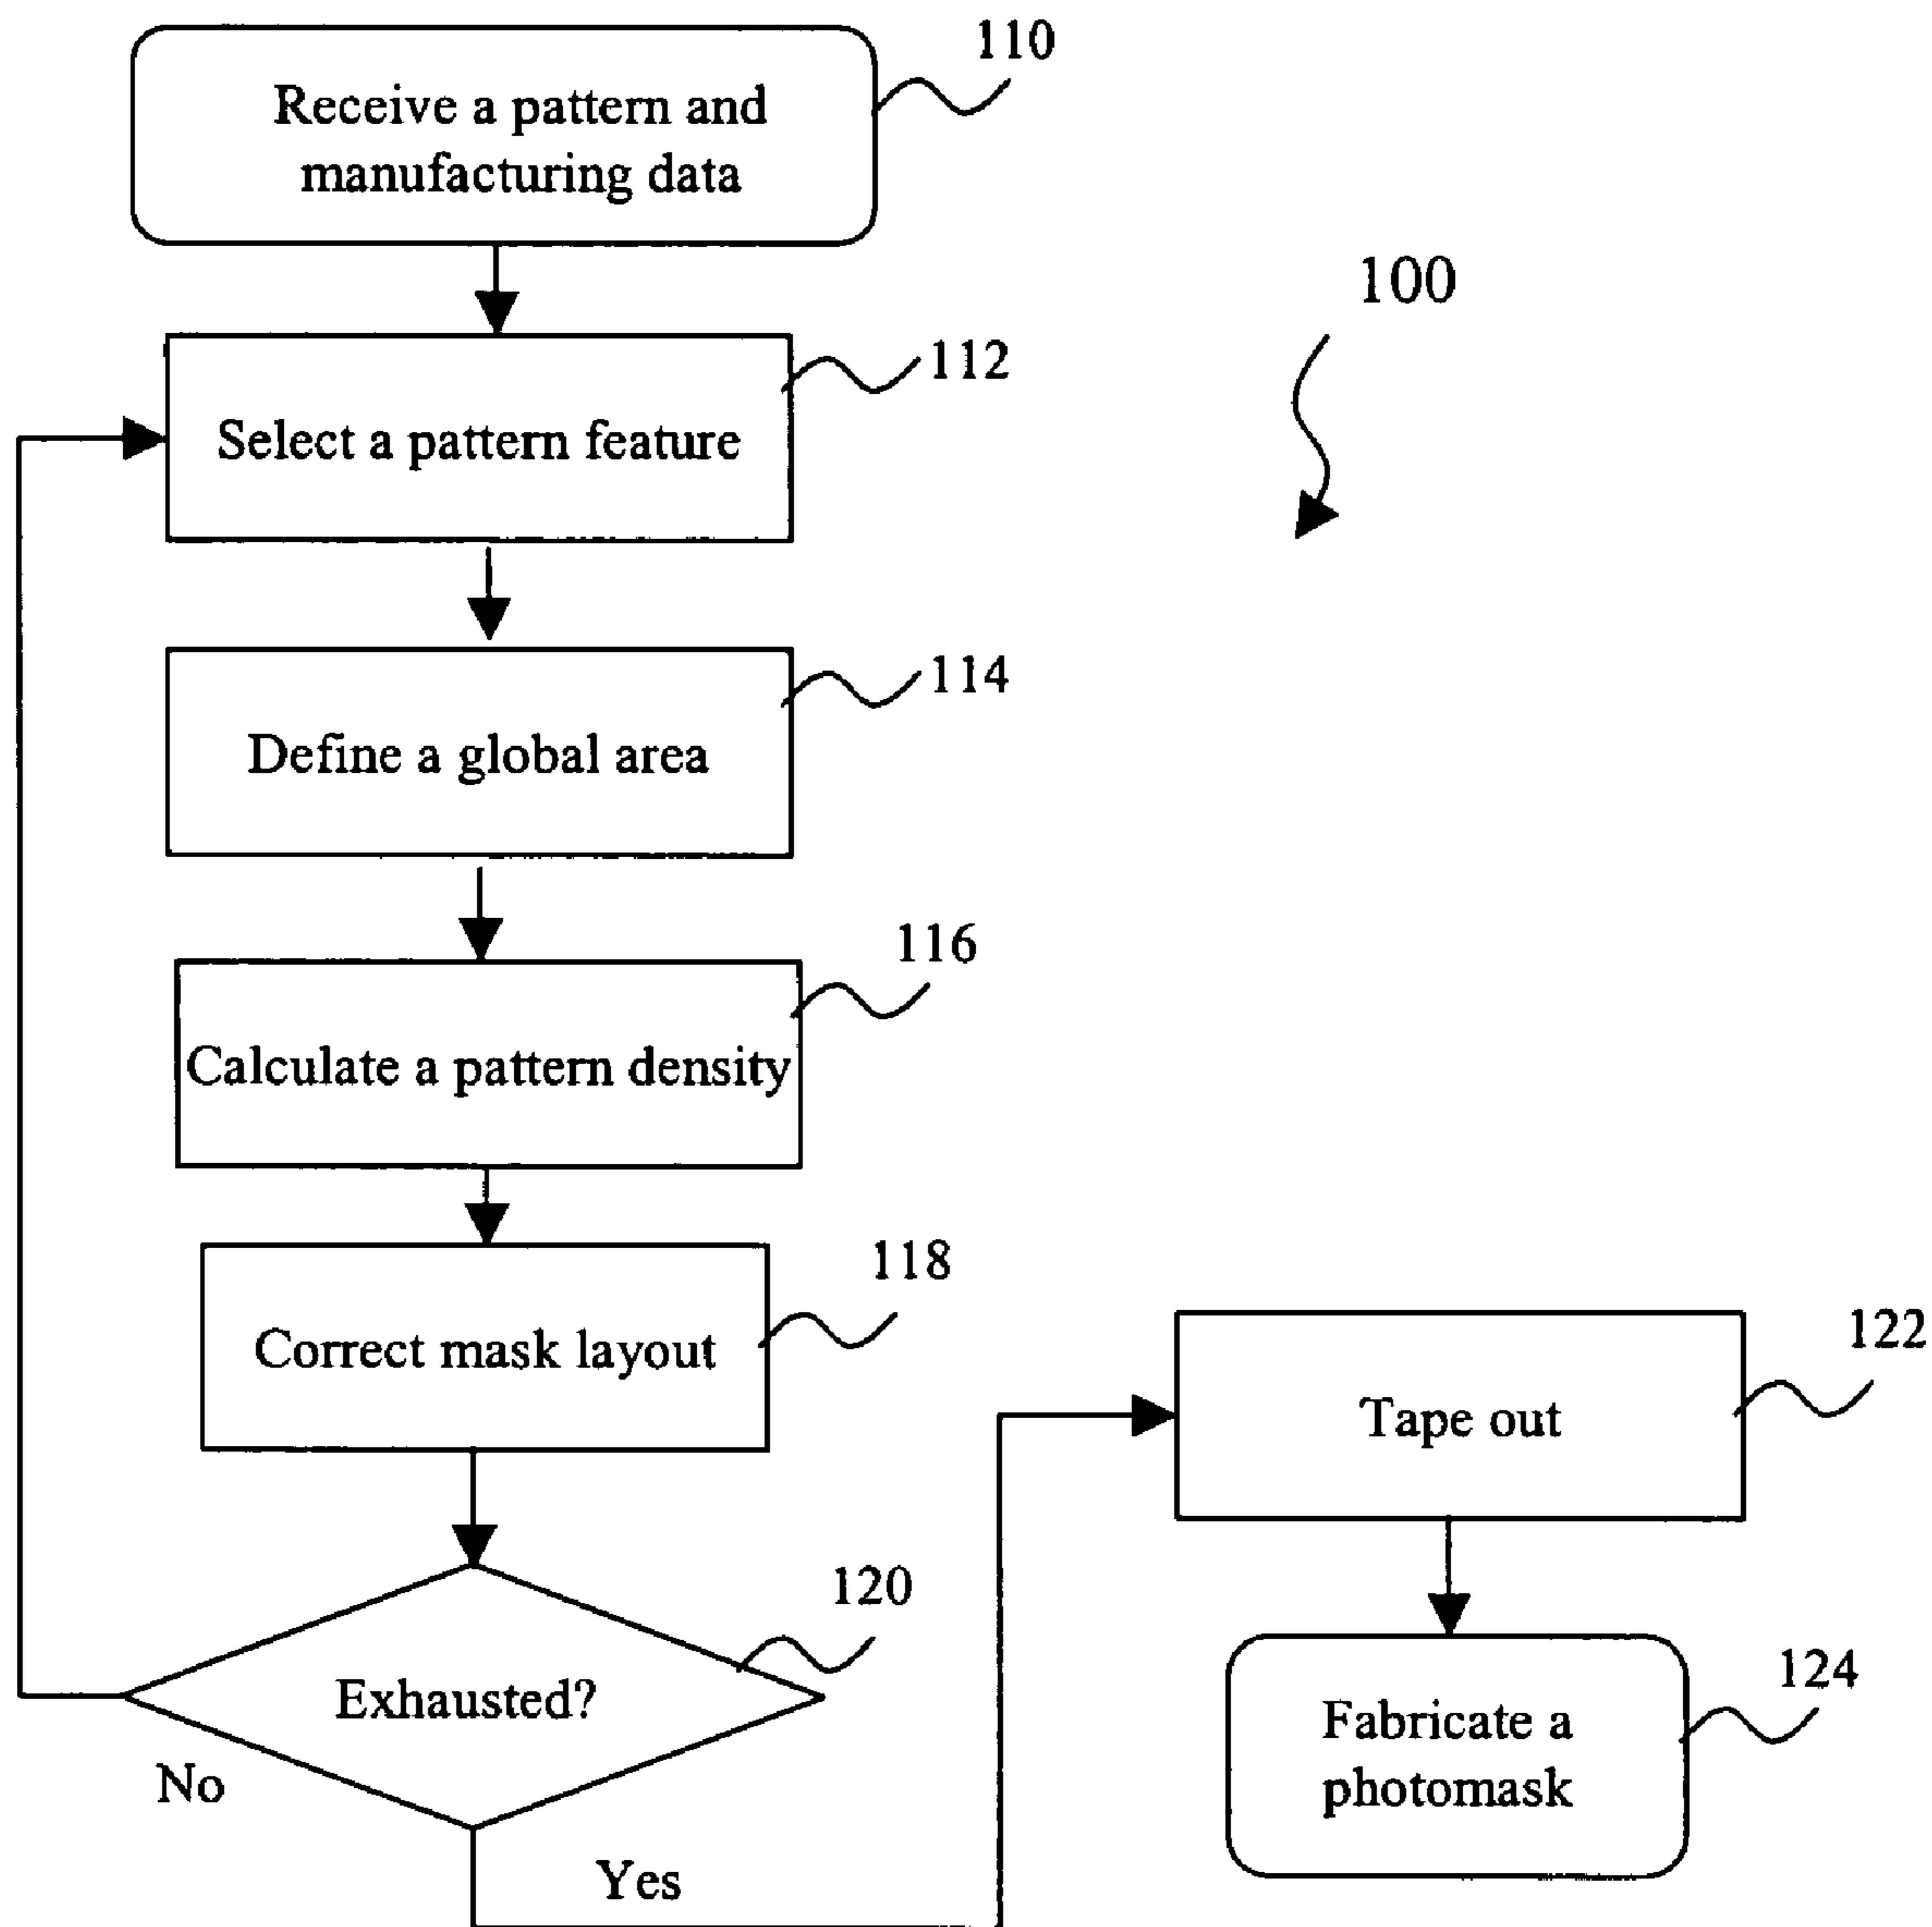 110
Receive a pattern and
manufacturing data
100
112
Select a pattern feature
114
Define a global area
116
Calculate a pattern density
118
Correct mask layout
122
Tape out
120
Exhausted?
124
Fabricate a
photomask
No
Yes